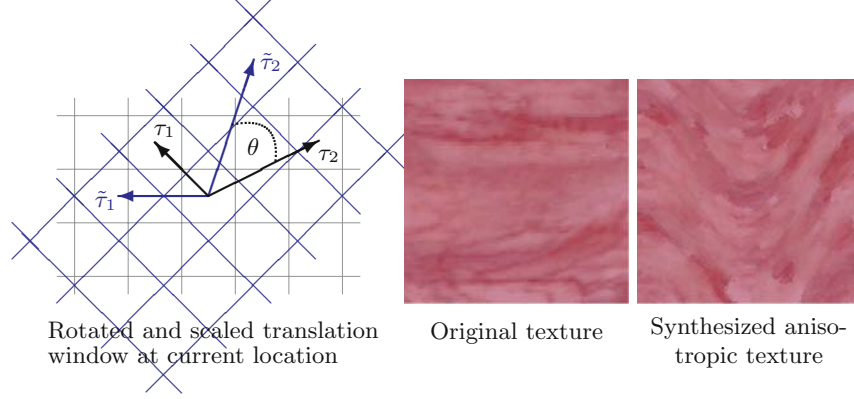 τ̃₂
τ₁
θ
τ₂
τ̃₁
Rotated and scaled translation
window at current location
Original texture
Synthesized aniso-
tropic texture